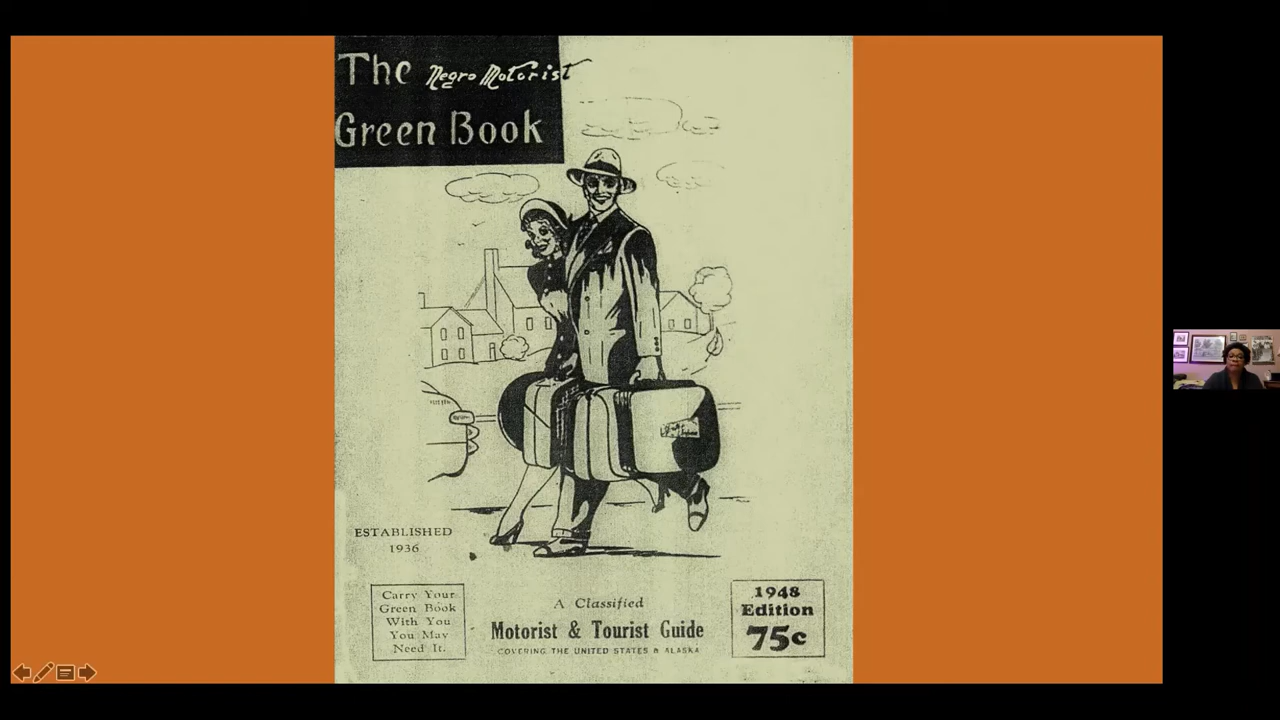 The Negro Motorist
Green Book
ESTABLISHED
1936
Carry Your
Green Book
With You
You May
Need It.
A Classified
Motorist & Tourist Guide
COVERING THE UNITED STATES & ALASKA
1948
Edition
75c